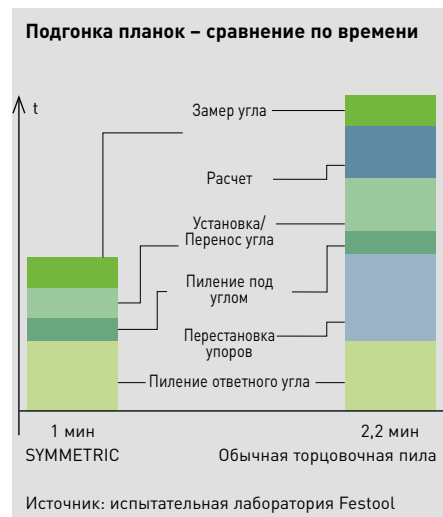 Подгонка планок – сравнение по времени
t
Замер угла
Расчет
Установка/
Перенос угла
Пиление под
углом
Перестановка
упоров
Пиление ответного угла
1 мин
SYMMETRIC
2,2 мин
Обычная торцовочная пила
Источник: испытательная лаборатория Festool